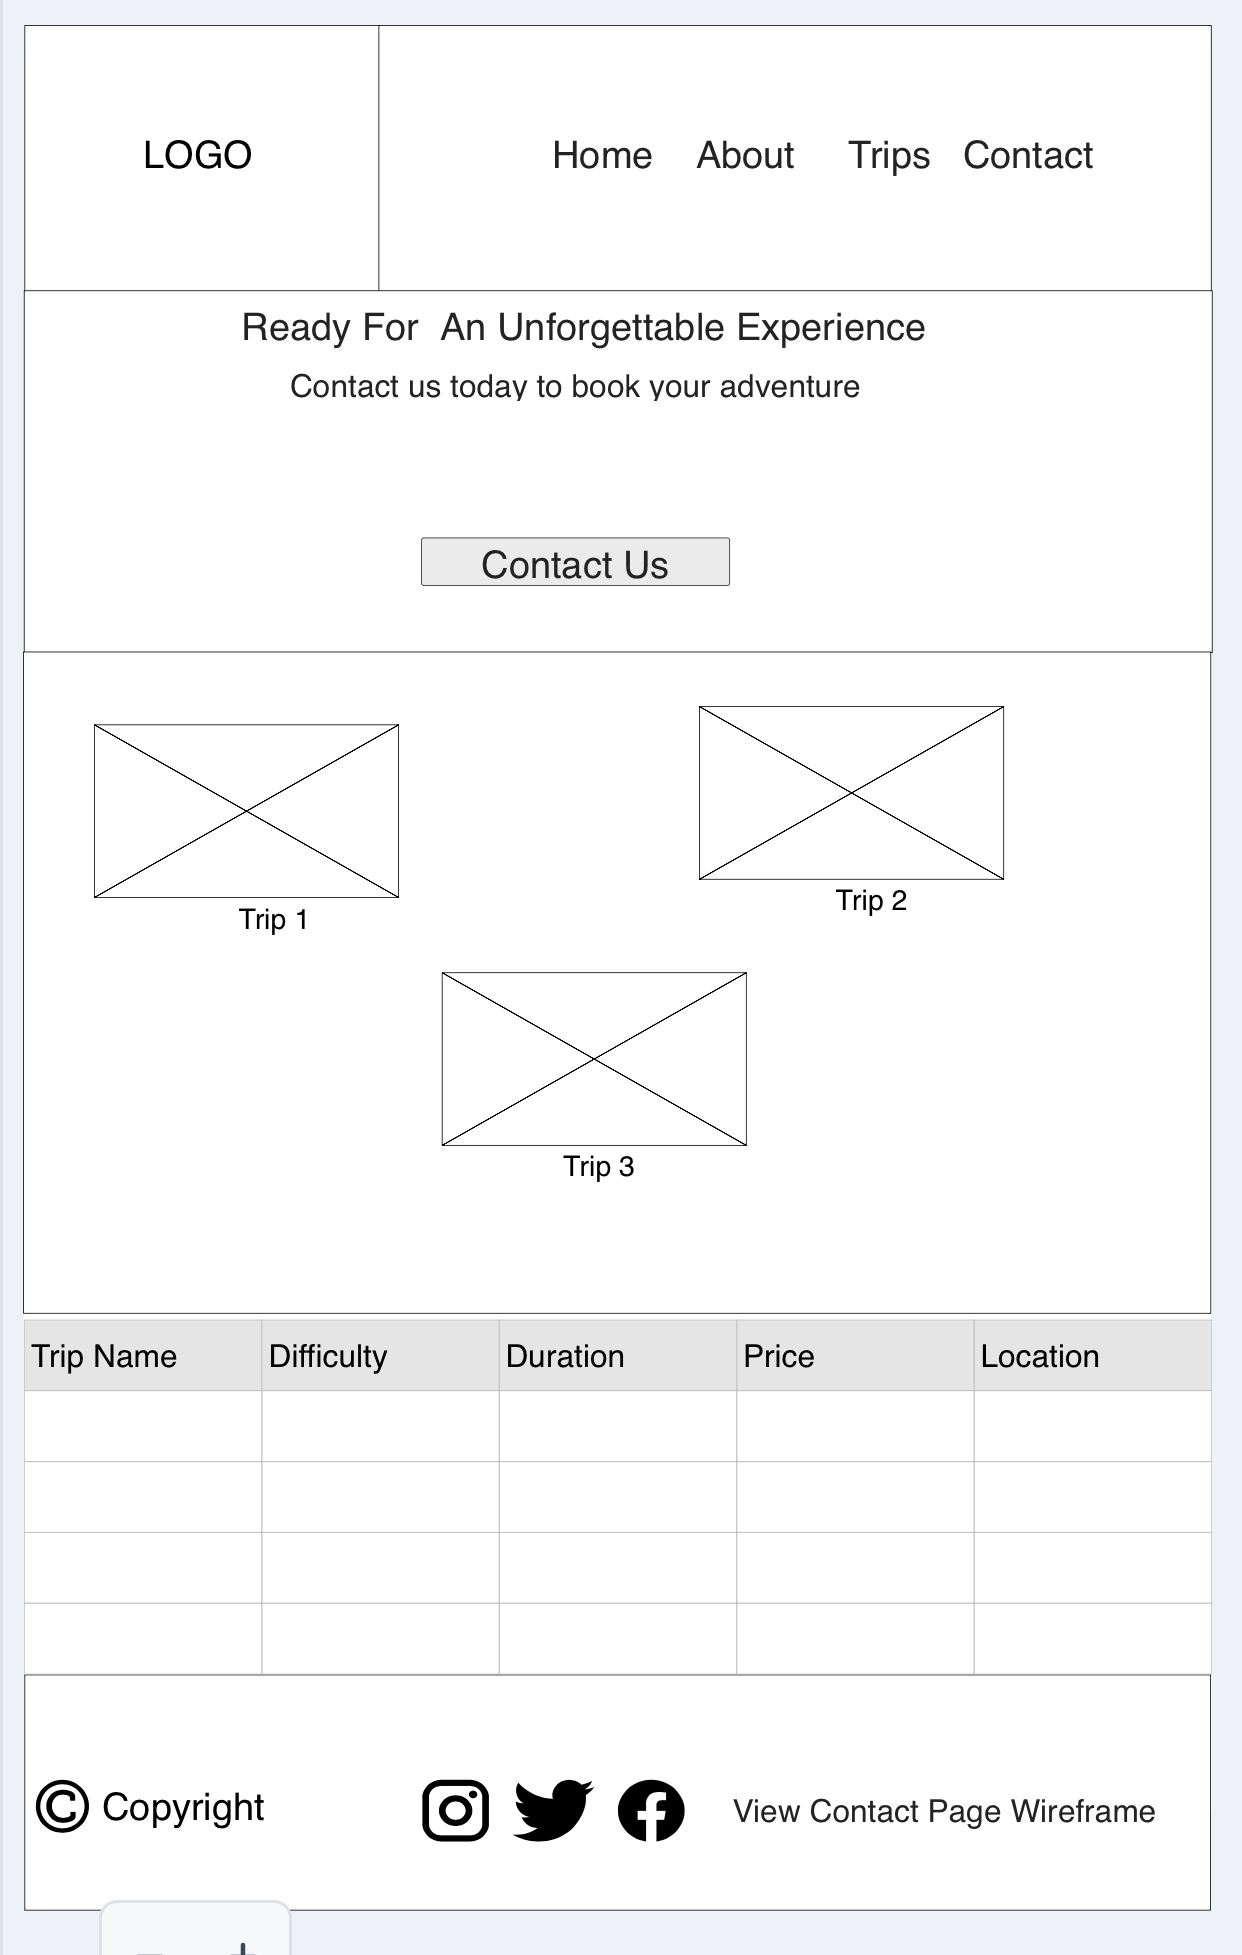 LOGO
Home About Trips Contact
Ready For An Unforgettable Experience
Contact us today to book your adventure
Contact Us
Trip 1
Trip 2
Trip 3
Trip Name Difficulty Duration Price Location
© Copyright
View Contact Page Wireframe